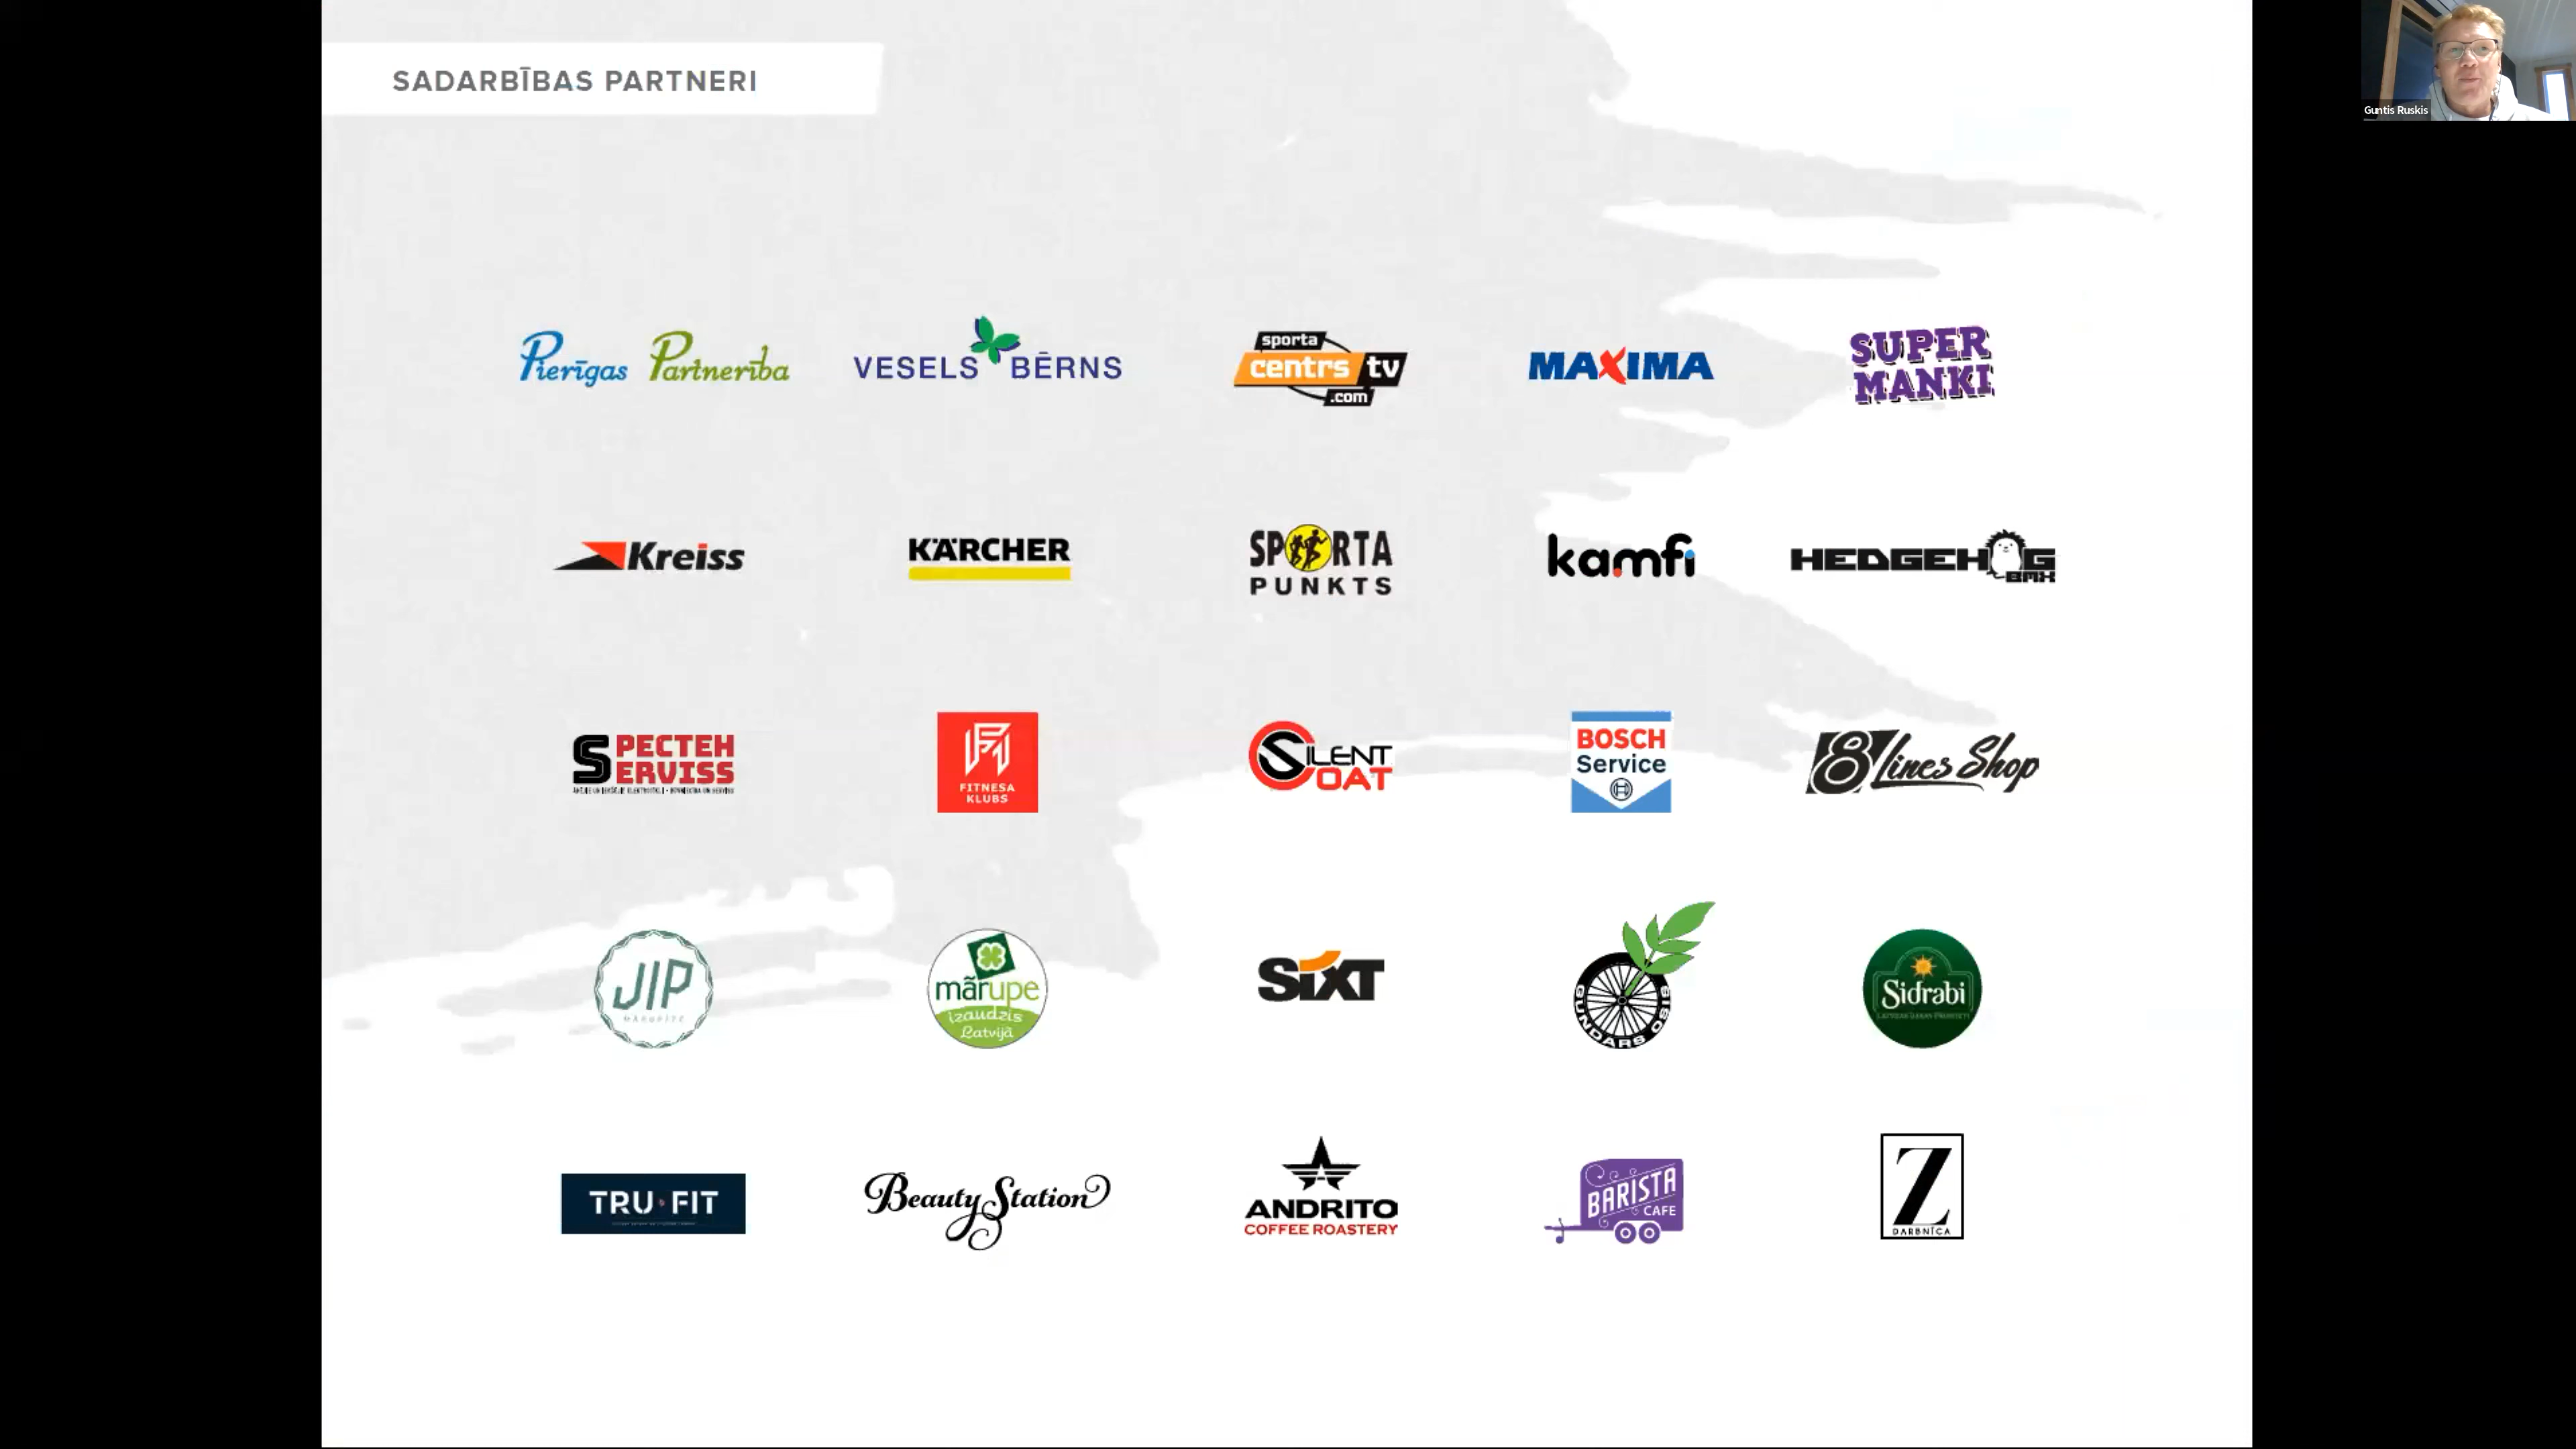 SADARBĪBAS PARTNERI
Guntis Ruskis
Pierīgas Partnerība
VESELS BĒRNS
sporta
centrs tv
.com
MAXIMA
SUPER
MANKI
Kreiss
KÄRCHER
SPORTA
PUNKTS
kamfi
HEDGEHOG
BMX
SPECTEH
SERVISS
FITNESA
KLUBS
SILENT
COAT
BOSCH
Service
8 Lines Shop
JIP
mārupe
izaudzis
Latvijā
SIXT
GUNDARS
Sidrabi
TRU FIT
Beauty Station
ANDRITO
COFFEE ROASTERY
BARISTA
CAFE
Z
DARBNĪCA